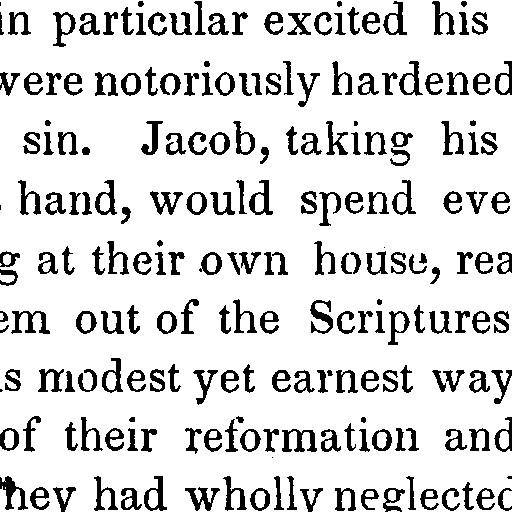 in particular excited his
were notoriously hardened
sin. Jacob, taking his
hand, would spend eve
g at their own house, rea
em out of the Scriptures
s modest yet earnest way
of their reformation and
They had wholly neglected